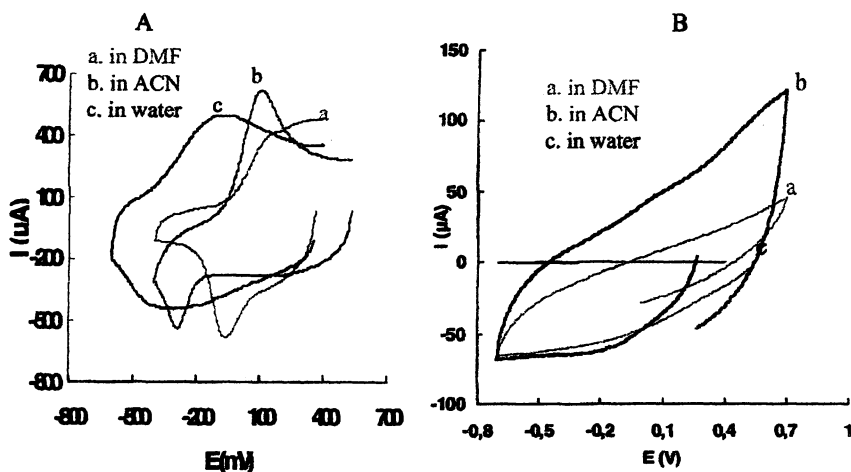 A
a. in DMF
b. in ACN
c. in water
b
c
a
700
400
100
-200
-500
-800
I (µA)
-800
-500
-200
100
400
700
E(mV)
B
a. in DMF
b. in ACN
c. in water
b
a
c
150
100
50
0
-50
-100
I (µA)
-0,8
-0,5
-0,2
0,1
0,4
0,7
1
E (V)